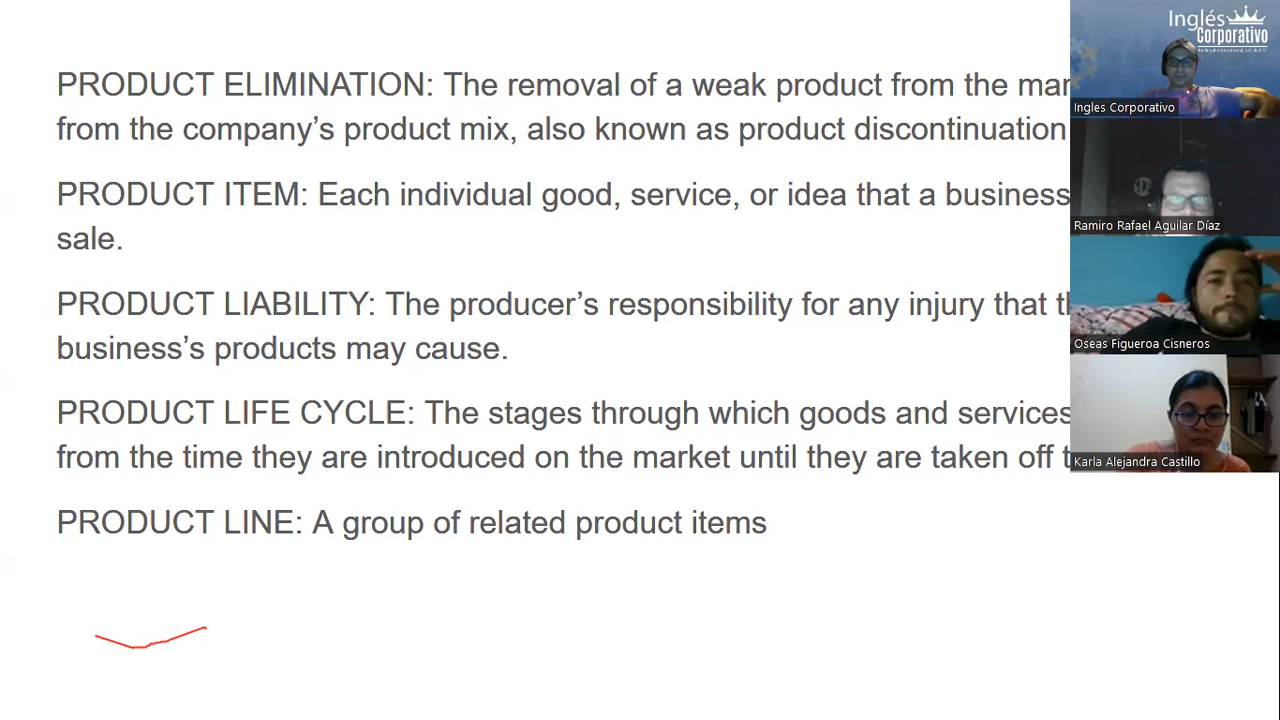 PRODUCT ELIMINATION: The removal of a weak product from the
from the company’s product mix, also known as product discontinuation
PRODUCT ITEM: Each individual good, service, or idea that a business
sale.
PRODUCT LIABILITY: The producer’s responsibility for any injury that
business’s products may cause.
PRODUCT LIFE CYCLE: The stages through which goods and services
from the time they are introduced on the market until they are taken off
PRODUCT LINE: A group of related product items
Inglés
Corporativo
Ingles Corporativo
Ramiro Rafael Aguilar Díaz
Oseas Figueroa Cisneros
Karla Alejandra Castillo